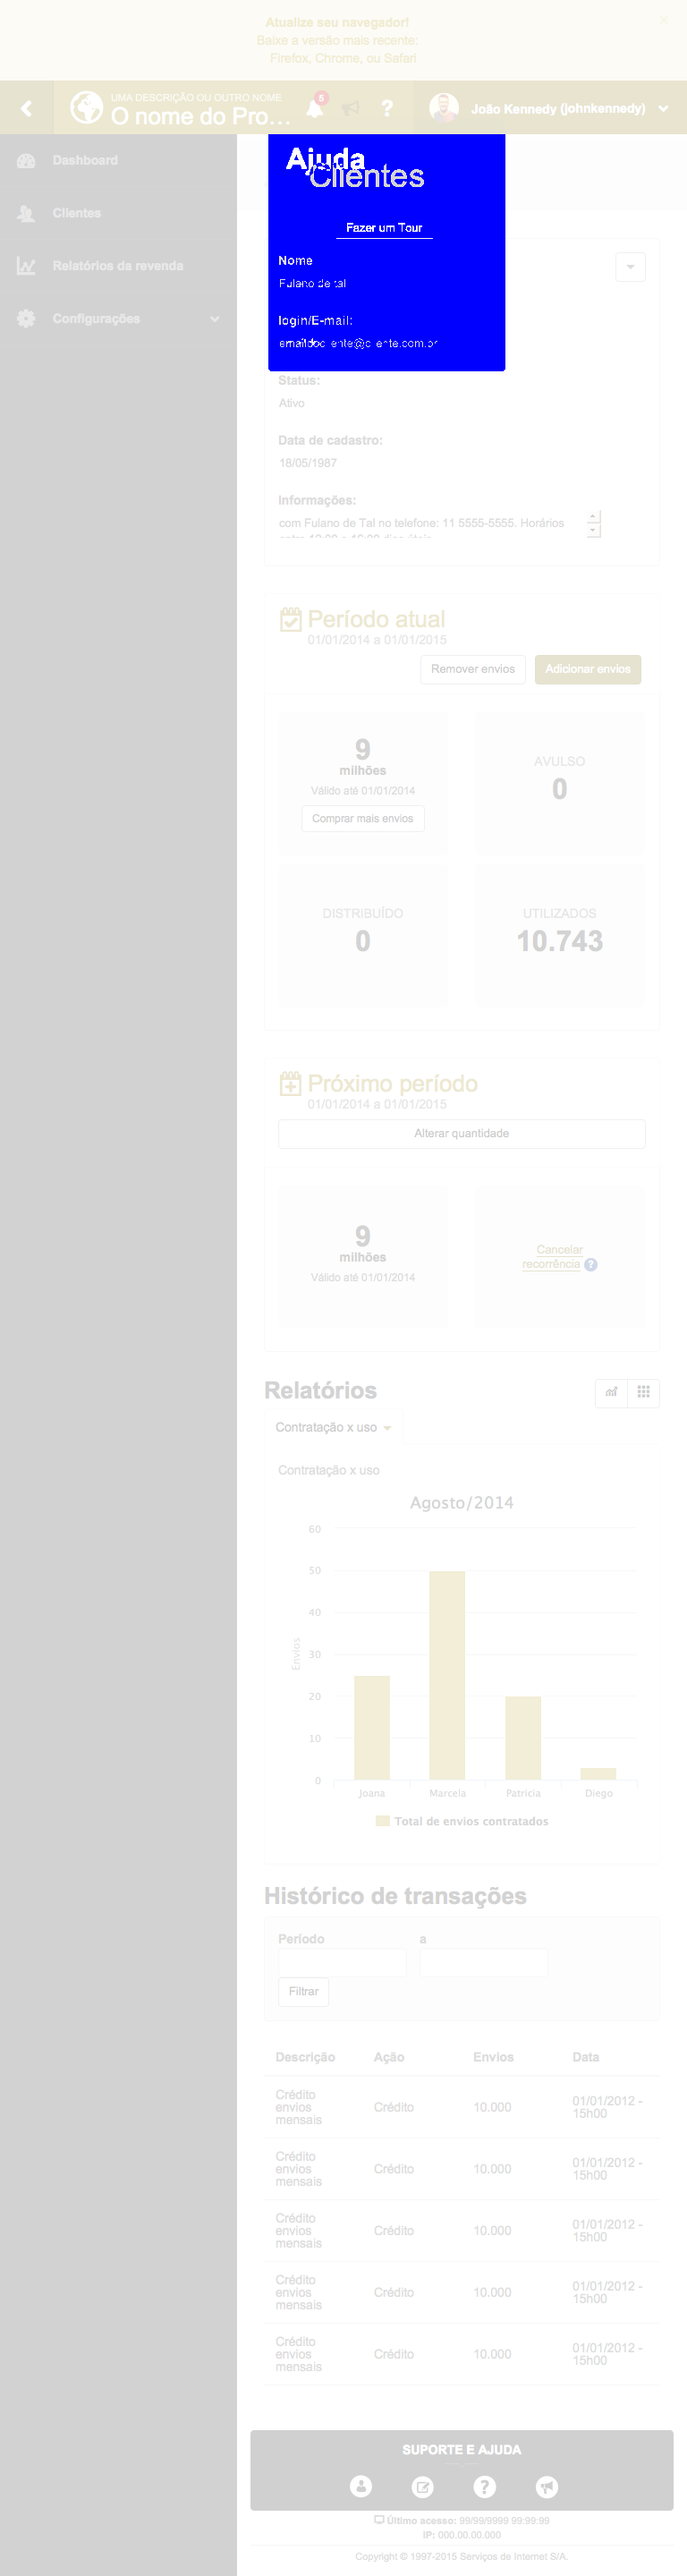 Atualize seu navegador!
Baixe a versão mais recente:
Firefox, Chrome, ou Safari
×
UMA DESCRIÇÃO OU OUTRO NOME
O nome do Pro...
5
?
João Kennedy (johnkennedy)
Dashboard
Clientes
Relatórios da revenda
Configurações
Ajuda
Clientes
Fazer um Tour
Nome
Fulano de tal
login/E-mail:
emaildocliente@cliente.com.br
Status:
Ativo
Data de cadastro:
18/05/1987
Informações:
com Fulano de Tal no telefone: 11 5555-5555. Horários
Período atual
01/01/2014 a 01/01/2015
Remover envios
Adicionar envios
9
milhões
Válido até 01/01/2014
Comprar mais envios
AVULSO
0
DISTRIBUÍDO
0
UTILIZADOS
10.743
Próximo período
01/01/2014 a 01/01/2015
Alterar quantidade
9
milhões
Válido até 01/01/2014
Cancelar
recorrência ?
Relatórios
Contratação x uso
Contratação x uso
Agosto/2014
60
50
40
30
20
10
0
Envios
Joana
Marcela
Patricia
Diego
Total de envios contratados
Histórico de transações
Período
a
Filtrar
Descrição Ação Envios Data
Crédito envios mensais Crédito 10.000 01/01/2012 - 15h00
Crédito envios mensais Crédito 10.000 01/01/2012 - 15h00
Crédito envios mensais Crédito 10.000 01/01/2012 - 15h00
Crédito envios mensais Crédito 10.000 01/01/2012 - 15h00
Crédito envios mensais Crédito 10.000 01/01/2012 - 15h00
SUPORTE E AJUDA
?
Último acesso: 99/99/9999 99:99:99
IP: 000.00.00.000
Copyright © 1997-2015 Serviços de Internet S/A.